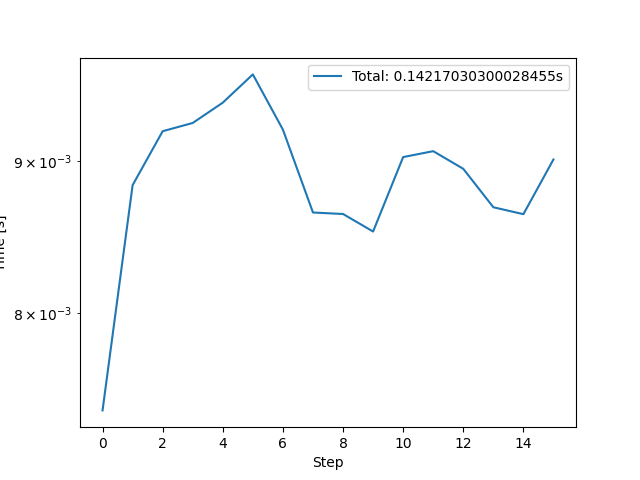 Total: 0.14217030300028455s
9 × 10⁻³
8 × 10⁻³
[s]
0 2 4 6 8 10 12 14
Step